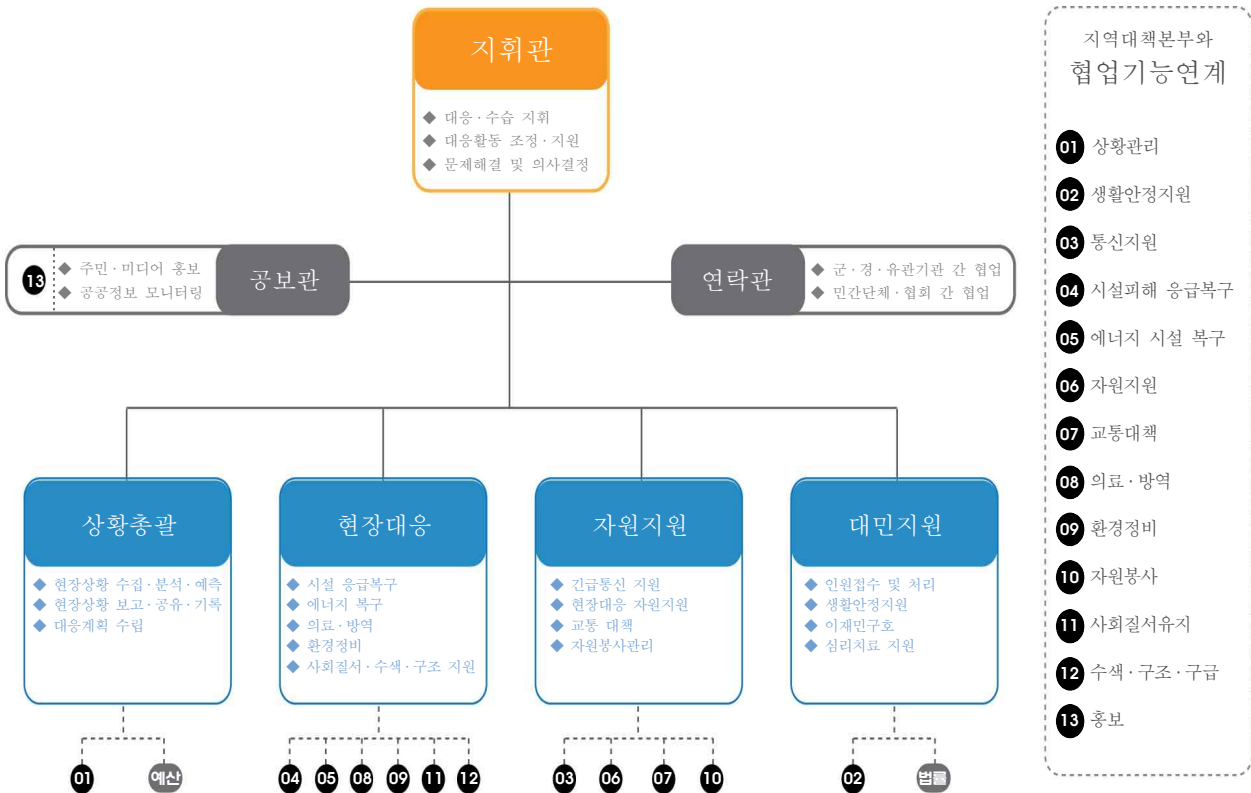 지휘관
◆ 대응·수습 지휘
◆ 대응활동 조정·지원
◆ 문제해결 및 의사결정
13
◆ 주민·미디어 홍보
◆ 공공정보 모니터링
공보관
연락관
◆ 군·경·유관기관 간 협업
◆ 민간단체·협회 간 협업
상황총괄
◆ 현장상황 수집·분석·예측
◆ 현장상황 보고·공유·기록
◆ 대응계획 수립
01
예산
현장대응
◆ 시설 응급복구
◆ 에너지 복구
◆ 의료·방역
◆ 환경정비
◆ 사회질서·수색·구조 지원
04 05 08 09 11 12
자원지원
◆ 긴급통신 지원
◆ 현장대응 자원지원
◆ 교통 대책
◆ 자원봉사관리
03 06 07 10
대민지원
◆ 인원접수 및 처리
◆ 생활안정지원
◆ 이재민구호
◆ 심리치료 지원
02
법률
지역대책본부와
협업기능연계
01 상황관리
02 생활안정지원
03 통신지원
04 시설피해 응급복구
05 에너지 시설 복구
06 자원지원
07 교통대책
08 의료·방역
09 환경정비
10 자원봉사
11 사회질서유지
12 수색·구조·구급
13 홍보